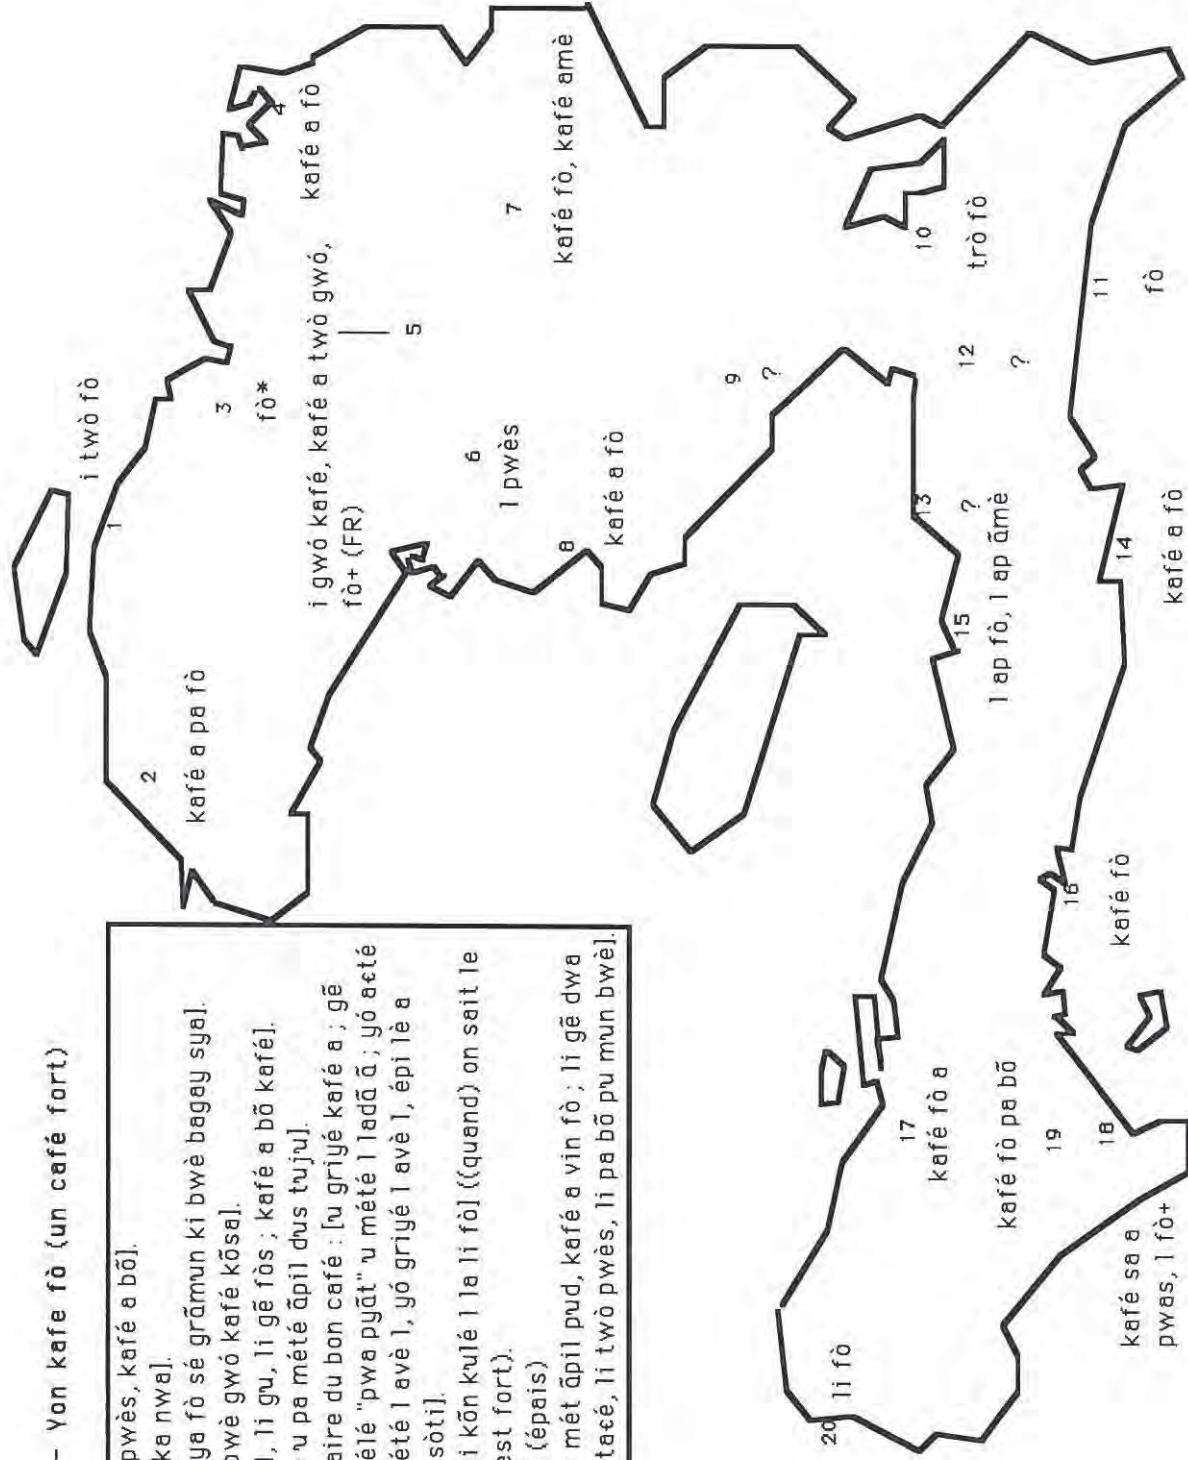 - Yon kafe fò (un café fort)
pwès, kafé a bõ].
ka nwa].
ya fò sé grãmun ki bwè bagay sya].
bwè gwó kafé kõsa].
], li gu, li gẽ fòs ; kafé a bõ kafé].
u pa mété ãpil dus tuju].
aire du bon café : [u griyé kafé a ; gẽ
élé "pwa pyãt" u mété l ladã ã ; yó aɛté
été l avè l, yó griyé l avè l, épi lè a
sòti].
i kõn kulé l la li fò] ((quand) on sait le
est fort).
(épais)
mét ãpil pud, kafé a vin fò ; li gẽ dwa
taɛé, li twò pwès, li pa bõ pu mun bwè].
1
i twò fò
2
kafé a pa fò
3
fò*
4
kafé a fò
i gwó kafé, kafé a twò gwó,
fò+ (FR)
5
6
l pwès
7
kafé fò, kafé amè
8
kafé a fò
9
?
10
trò fò
11
fò
12
?
13
?
14
kafé a fò
15
l ap fò, l ap ãmè
16
kafé fò
17
kafé fò a
18
kafé sa a
pwas, l fò+
19
kafé fò pa bõ
20
li fò